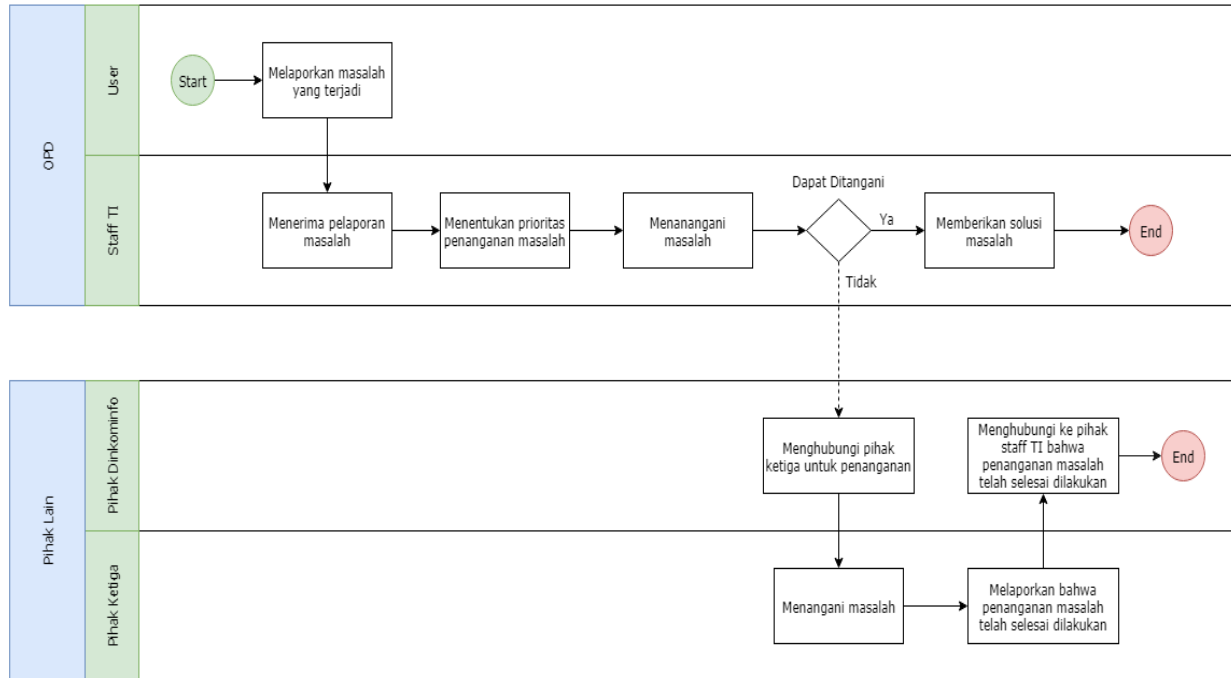 OPD
User
Start
Melaporkan masalah
yang terjadi
Staff TI
Menerima pelaporan
masalah
Menentukan prioritas
penanganan masalah
Menanangani
masalah
Dapat Ditangani
Ya
Tidak
Memberikan solusi
masalah
End
Pihak Lain
Pihak Dinkominfo
Menghubungi pihak
ketiga untuk penanganan
Menghubungi ke pihak
staff TI bahwa
penanganan masalah
telah selesai dilakukan
End
Pihak Ketiga
Menangani masalah
Melaporkan bahwa
penanganan masalah
telah selesai dilakukan